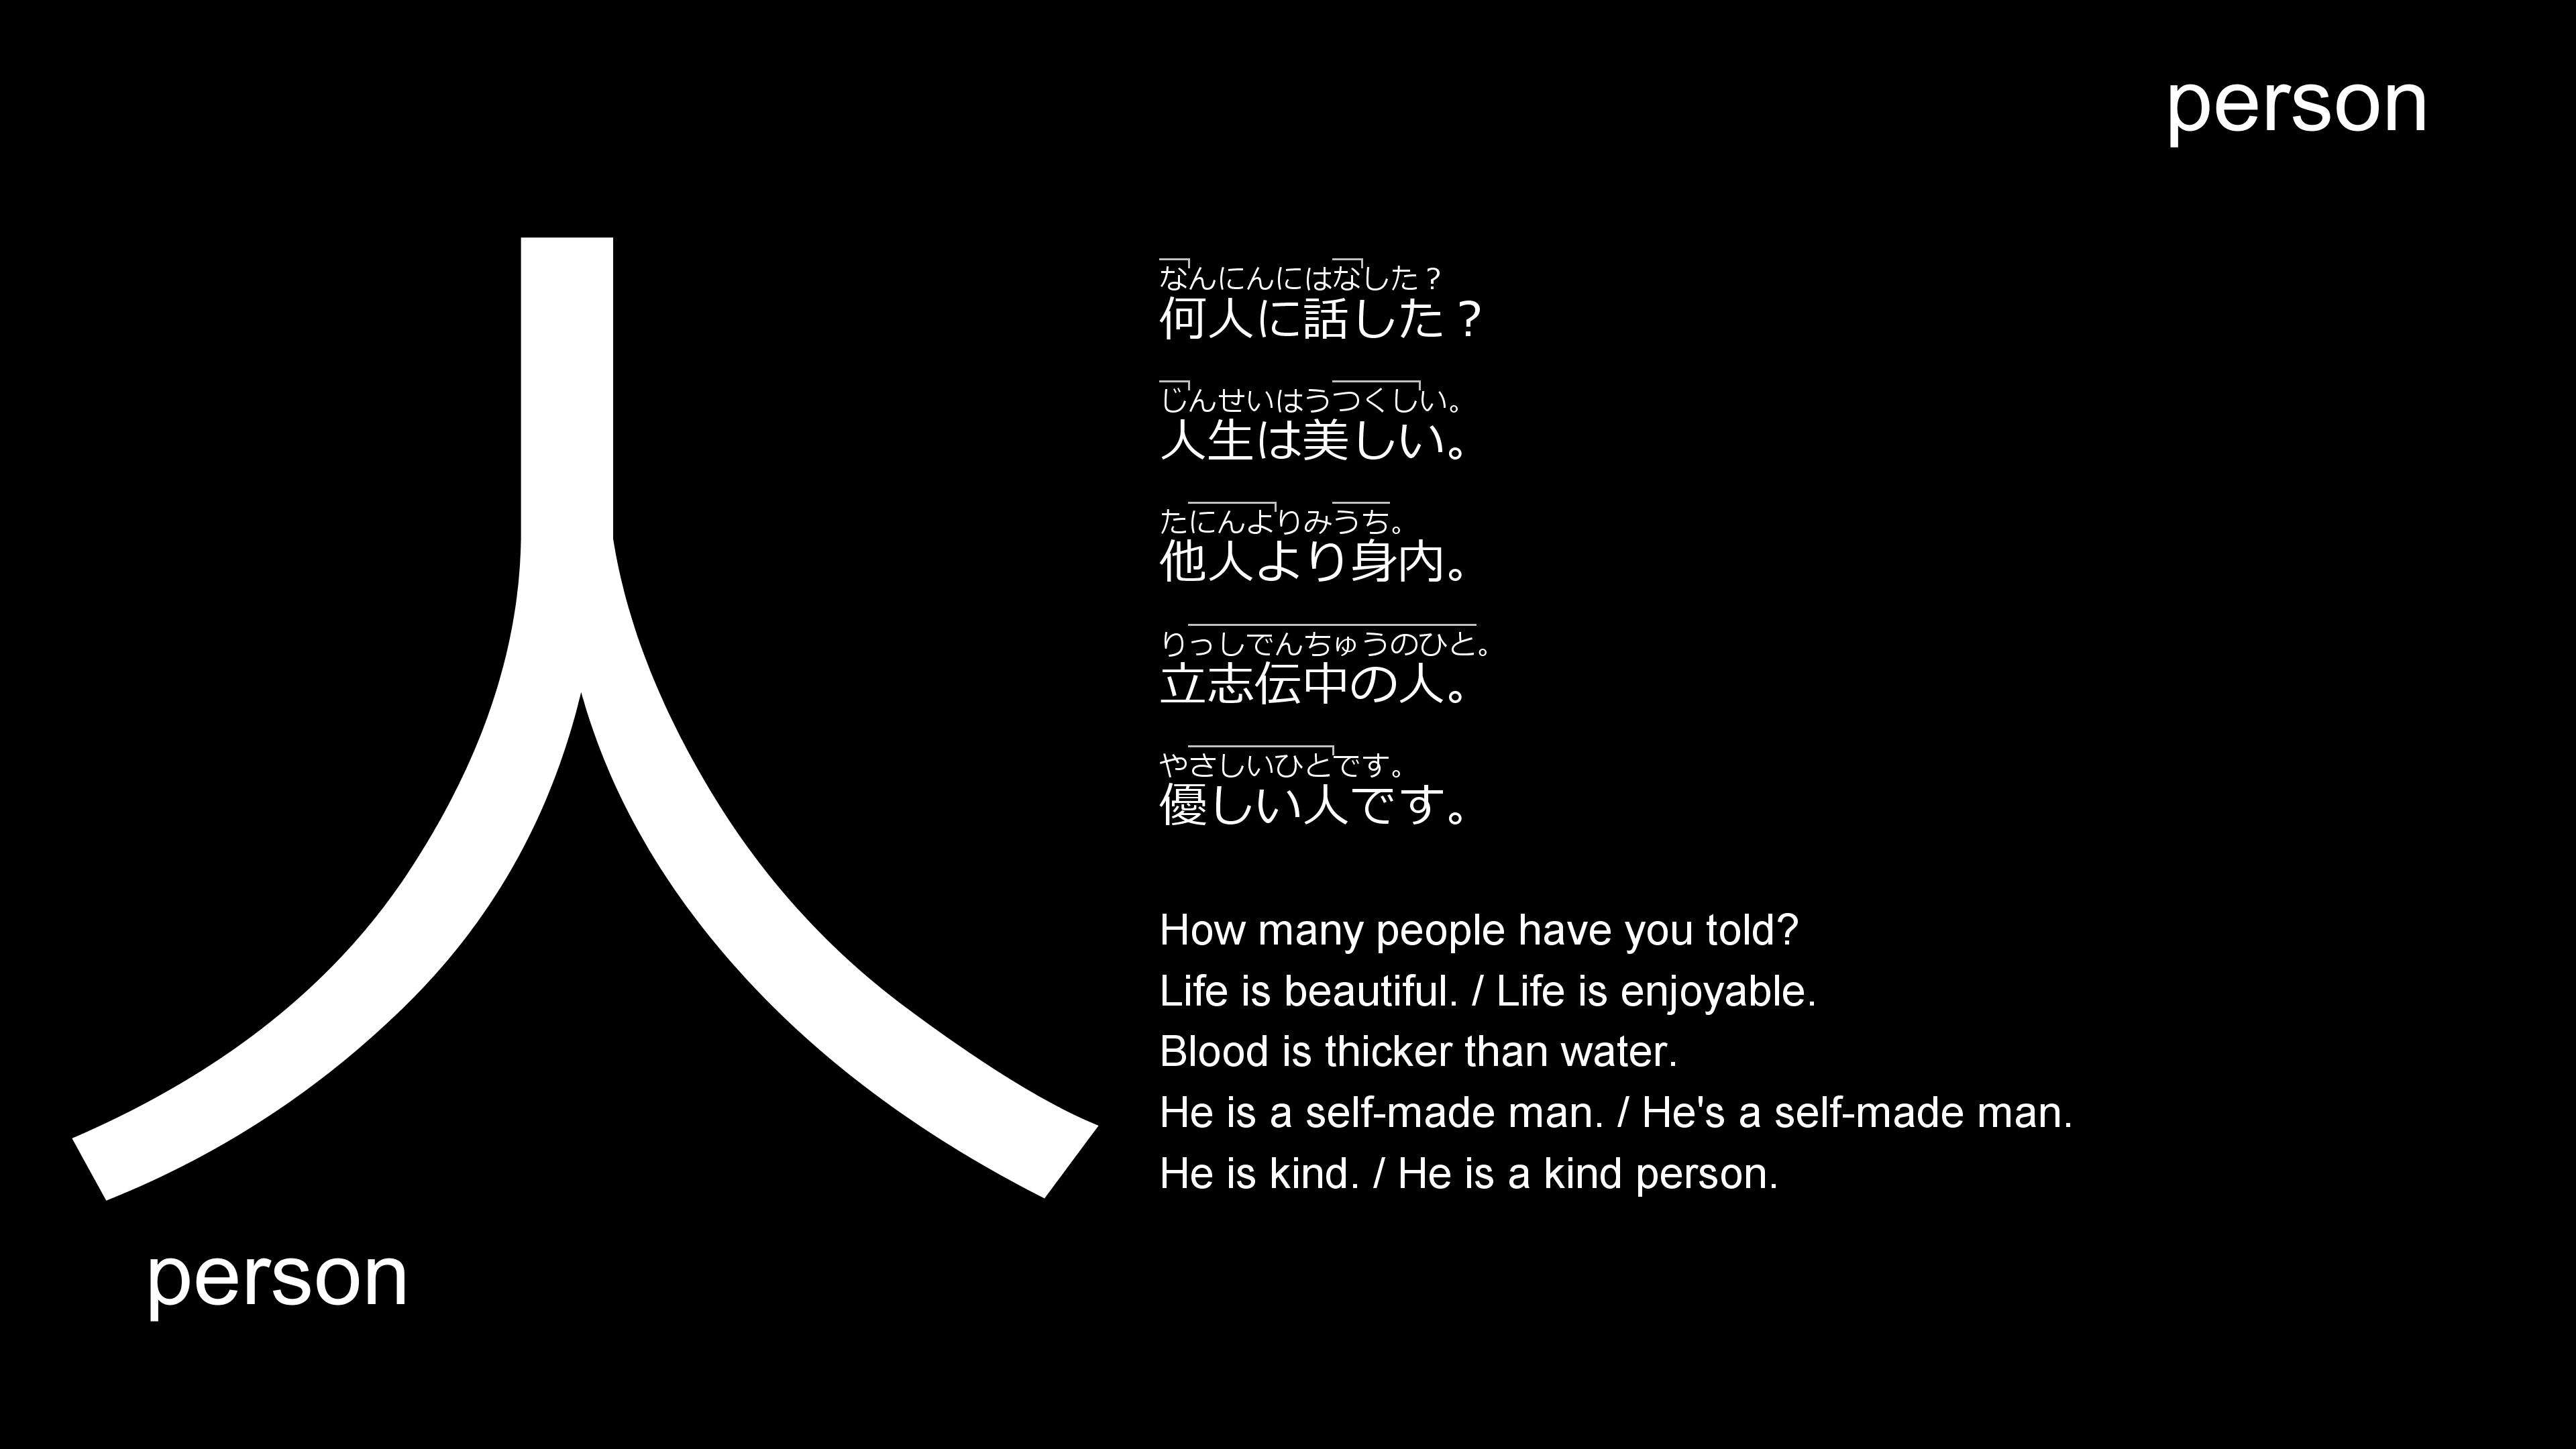 person
人
person
なんにんにはなした？
何人に話した？
じんせいはうつくしい。
人生は美しい。
たにんよりみうち。
他人より身内。
りっしでんちゅうのひと。
立志伝中の人。
やさしいひとです。
優しい人です。
How many people have you told?
Life is beautiful. / Life is enjoyable.
Blood is thicker than water.
He is a self-made man. / He's a self-made man.
He is kind. / He is a kind person.